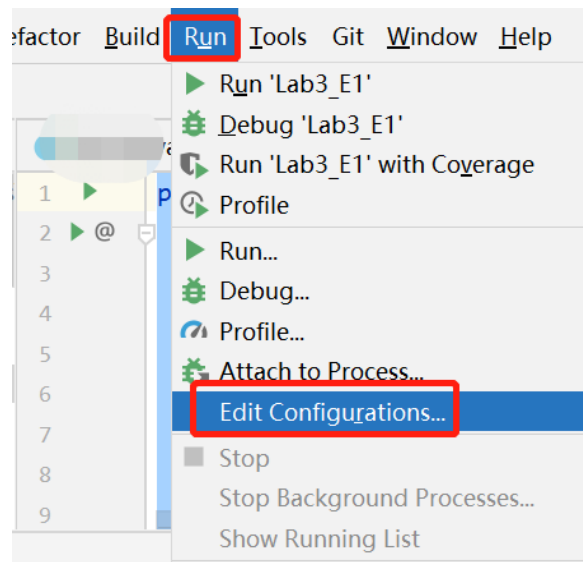 efactor Build Run Tools Git Window Help
Run 'Lab3_E1'
Debug 'Lab3_E1'
Run 'Lab3_E1' with Coverage
Profile
Run...
Debug...
Profile...
Attach to Process...
Edit Configurations...
Stop
Stop Background Processes...
Show Running List
1 p
2 @
3
4
5
6
7
8
9